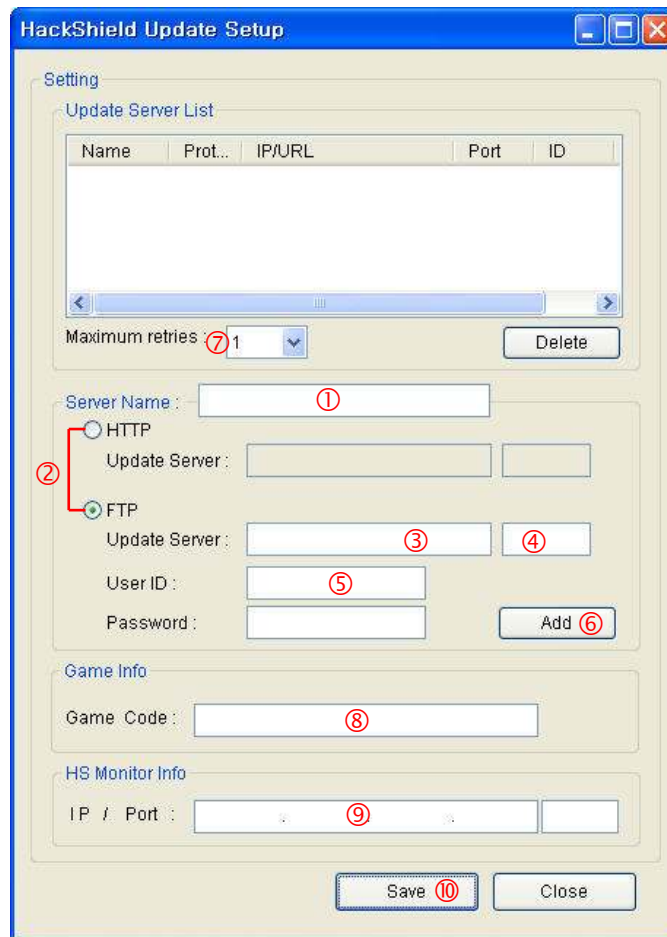 HackShield Update Setup
Setting
Update Server List
Name Prot... IP/URL Port ID
Maximum retries : ⑦ 1 Delete
Server Name : ①
HTTP
② Update Server :
FTP
Update Server : ③ ④
User ID : ⑤
Password : Add ⑥
Game Info
Game Code : ⑧
HS Monitor Info
IP / Port : . ⑨. .
Save ⑩ Close